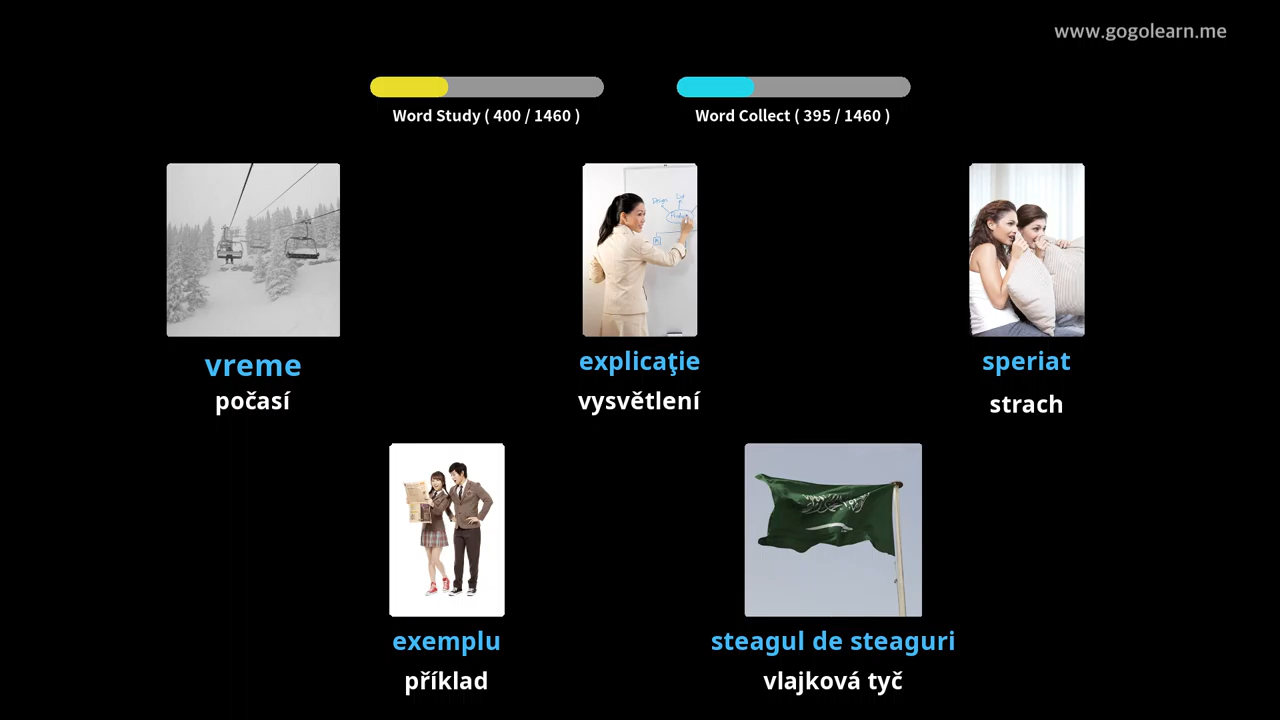 www.gogolearn.me
Word Study ( 400 / 1460 )
Word Collect ( 395 / 1460 )
vreme
počasí
explicaţie
vysvětlení
speriat
strach
exemplu
příklad
steagul de steaguri
vlajková tyč